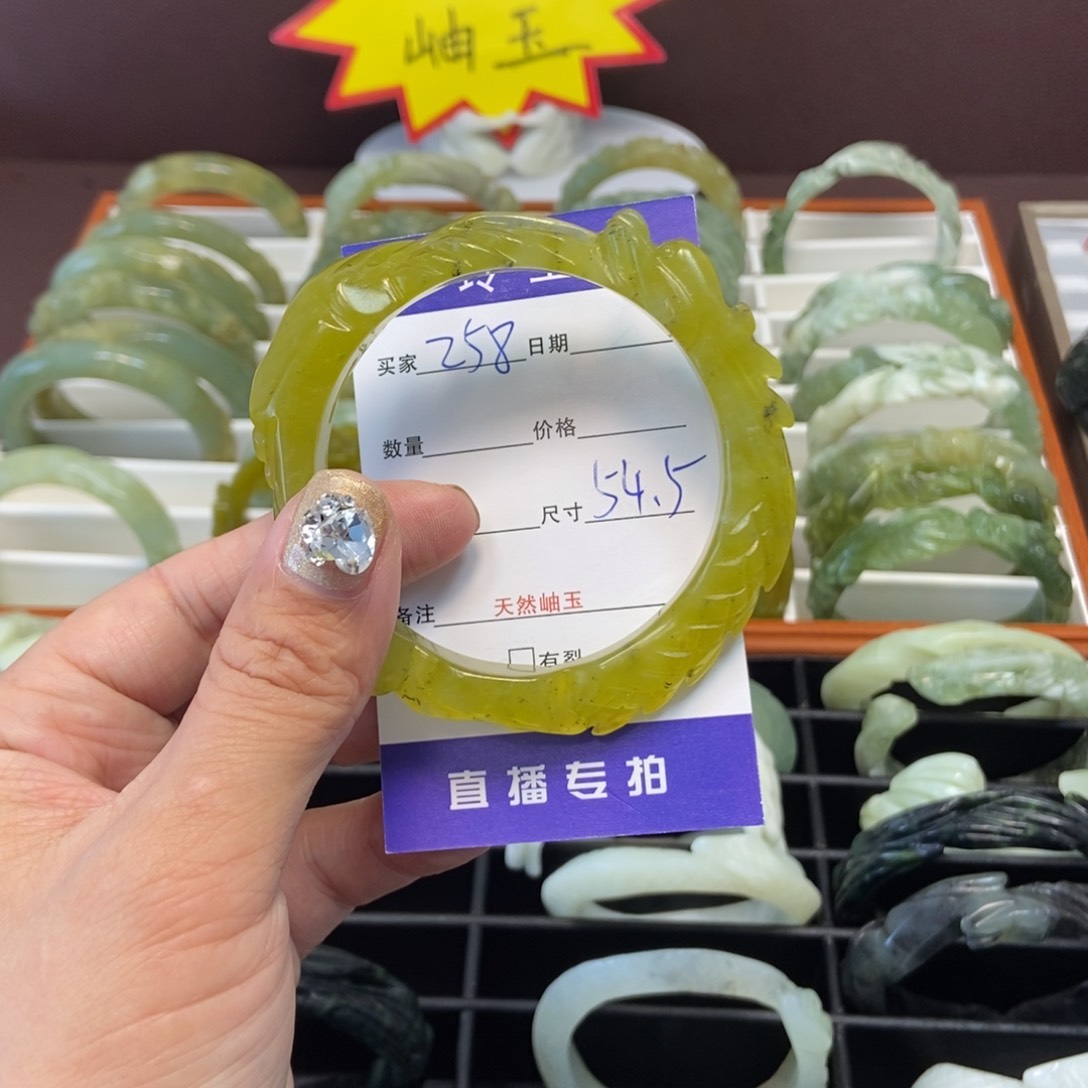 岫玉
买家 258 日期
数量 价格
尺寸 54.5
备注 天然岫玉
□有裂
直播专拍